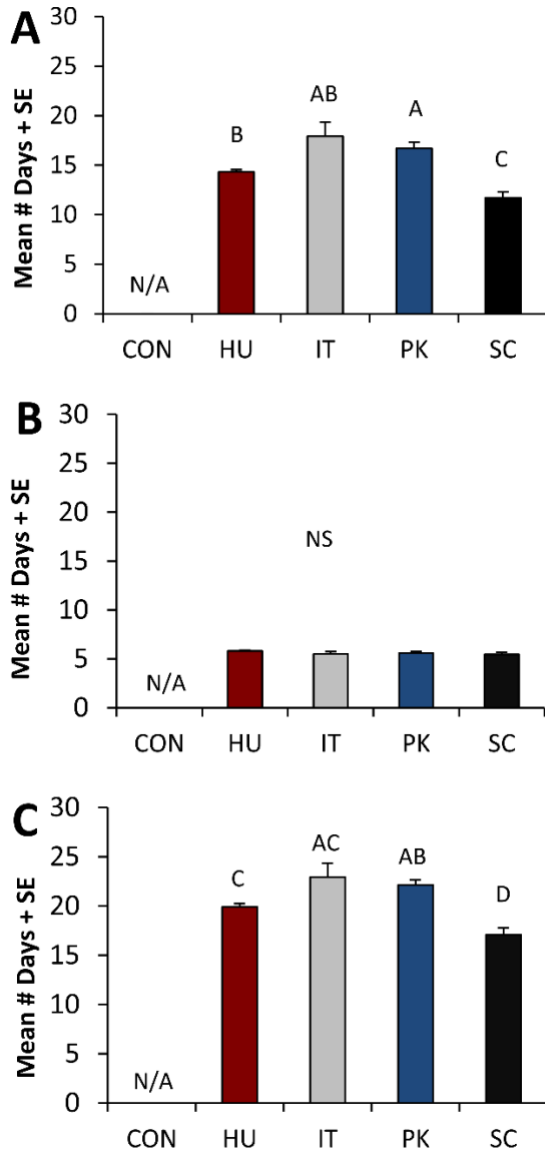 A
Mean # Days + SE
30
25
20
15
10
5
0
N/A
B
AB
A
C
CON HU IT PK SC
B
Mean # Days + SE
30
25
20
15
10
5
0
N/A
NS
CON HU IT PK SC
C
Mean # Days + SE
30
25
20
15
10
5
0
N/A
C
AC
AB
D
CON HU IT PK SC